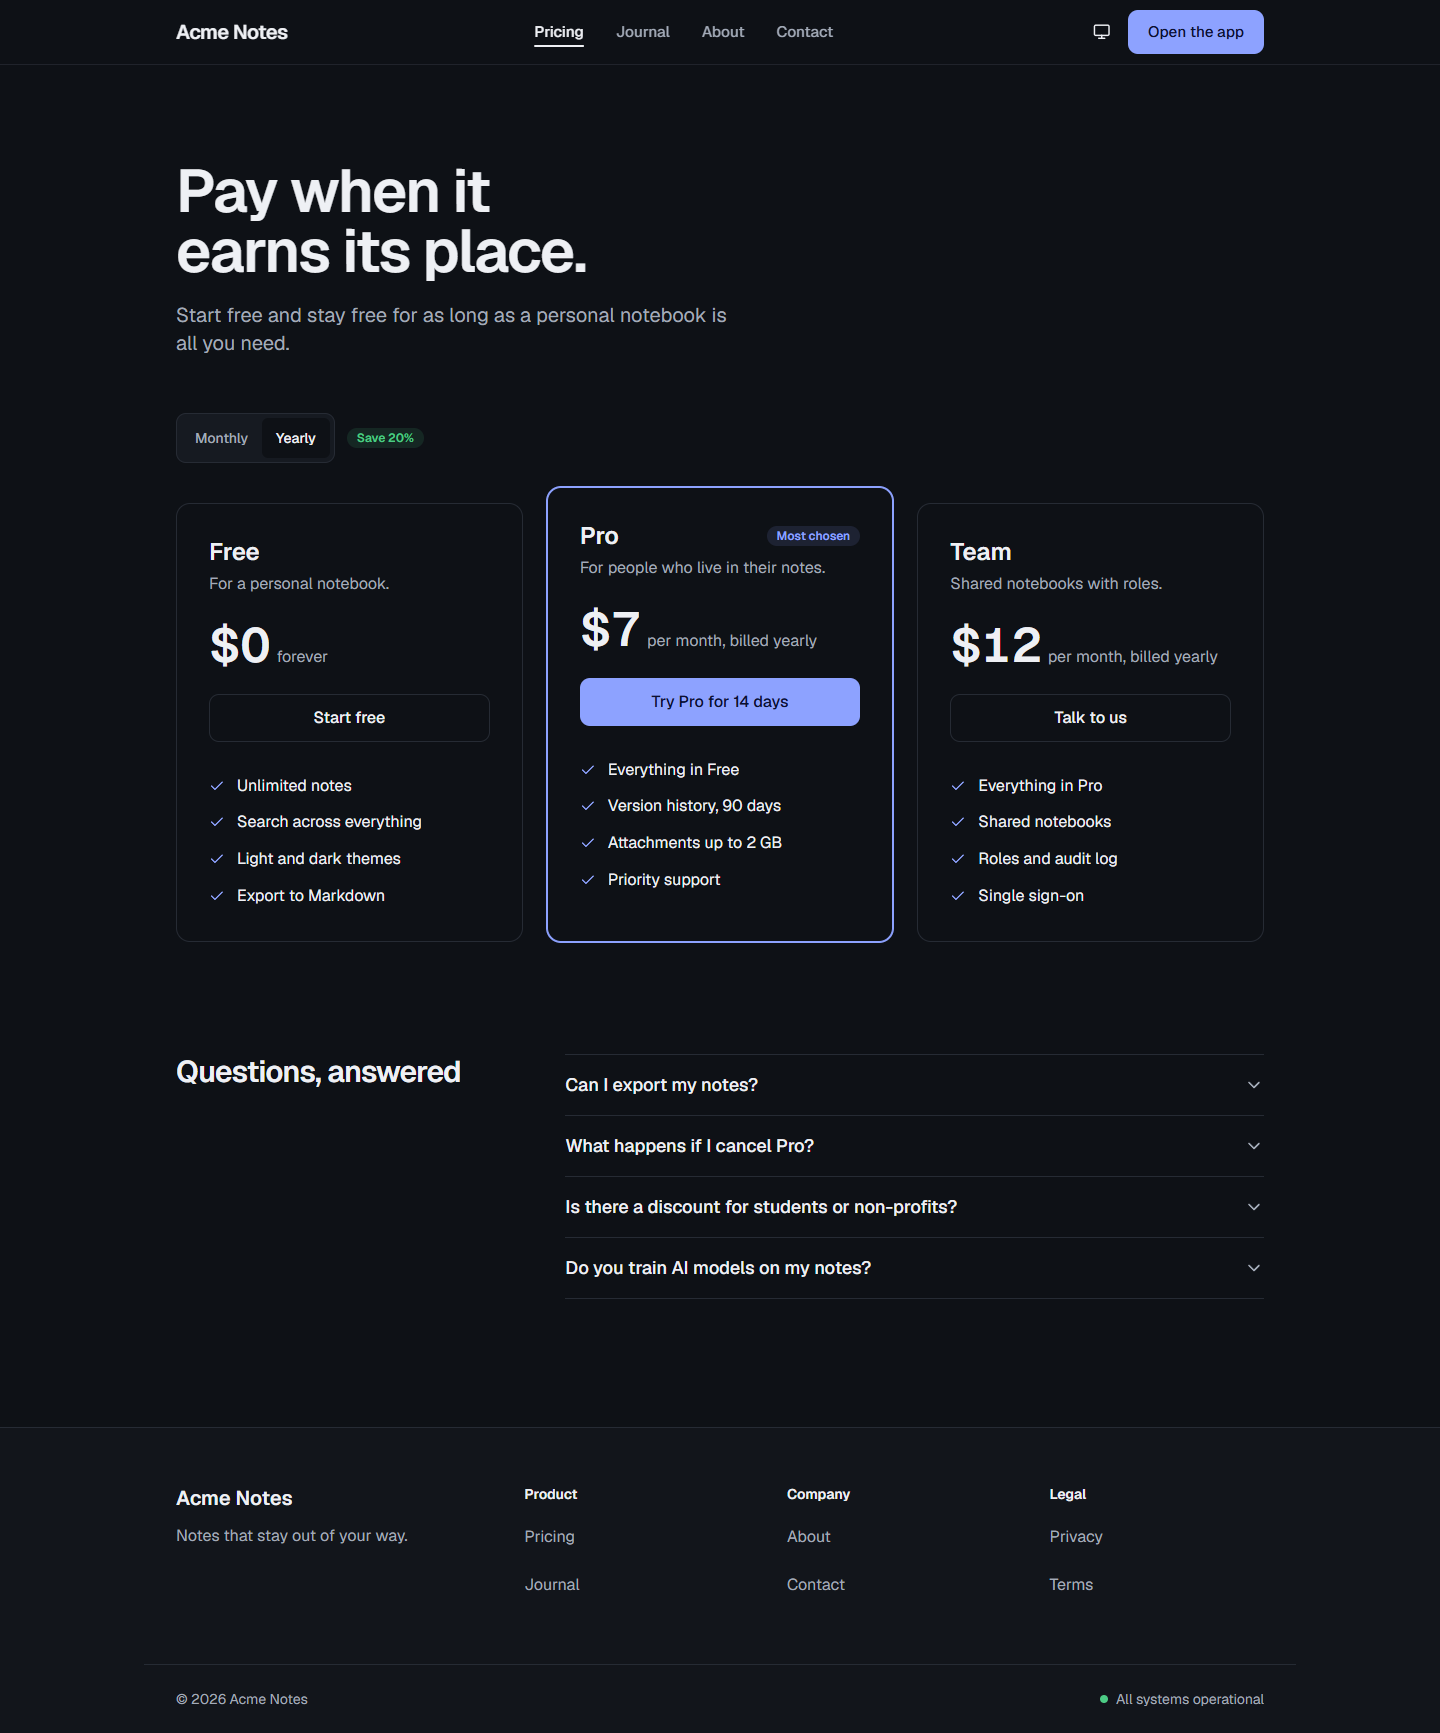 Acme Notes
Pricing
Journal
About
Contact
Open the app
Pay when it
earns its place.
Start free and stay free for as long as a personal notebook is
all you need.
Monthly
Yearly
Save 20%
Free
For a personal notebook.
$0 forever
Start free
Unlimited notes
Search across everything
Light and dark themes
Export to Markdown
Pro
Most chosen
For people who live in their notes.
$7 per month, billed yearly
Try Pro for 14 days
Everything in Free
Version history, 90 days
Attachments up to 2 GB
Priority support
Team
Shared notebooks with roles.
$12 per month, billed yearly
Talk to us
Everything in Pro
Shared notebooks
Roles and audit log
Single sign-on
Questions, answered
Can I export my notes?
What happens if I cancel Pro?
Is there a discount for students or non-profits?
Do you train AI models on my notes?
Acme Notes
Notes that stay out of your way.
Product
Pricing
Journal
Company
About
Contact
Legal
Privacy
Terms
© 2026 Acme Notes
All systems operational